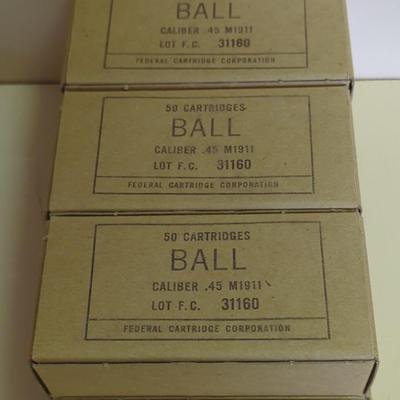 BALL
CALIBER .45 M1911
LOT F.C. 31160
FEDERAL CARTRIDGE CORPORATION
50 CARTRIDGES
BALL
CALIBER .45 M1911
LOT F.C. 31160
FEDERAL CARTRIDGE CORPORATION
50 CARTRIDGES
BALL
CALIBER .45 M1911
LOT F.C. 31160
FEDERAL CARTRIDGE CORPORATION